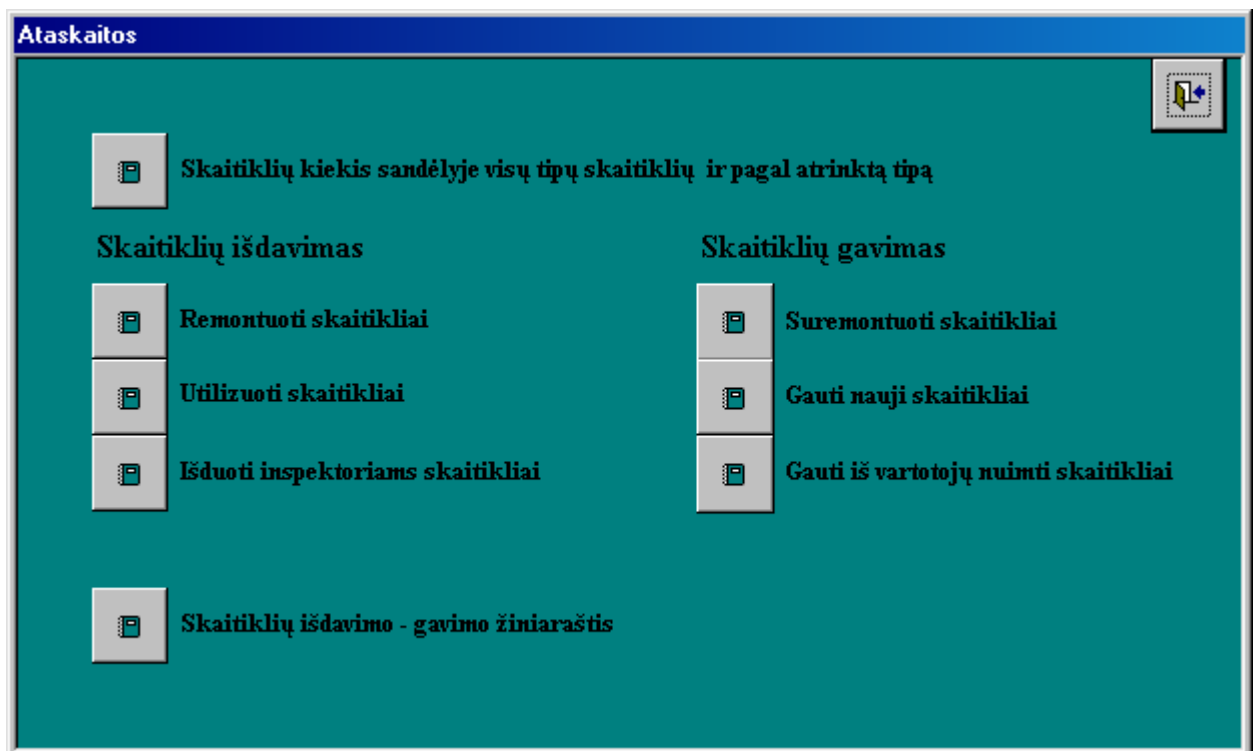 Ataskaitos
Skaitiklių kiekis sandėlyje visų tipų skaitiklių ir pagal atrinktą tipą
Skaitiklių išdavimas
Remontuoti skaitikliai
Utilizuoti skaitikliai
Išduoti inspektoriams skaitikliai
Skaitiklių gavimas
Suremontuoti skaitikliai
Gauti nauji skaitikliai
Gauti iš vartotojų nuimti skaitikliai
Skaitiklių išdavimo - gavimo žiniaraštis